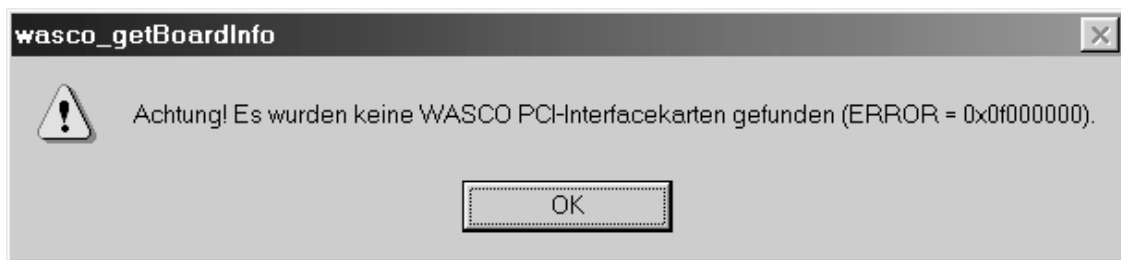 wasco_getBoardInfo
Achtung! Es wurden keine WASCO PCI-Interfacekarten gefunden (ERROR = 0x0f000000).
OK